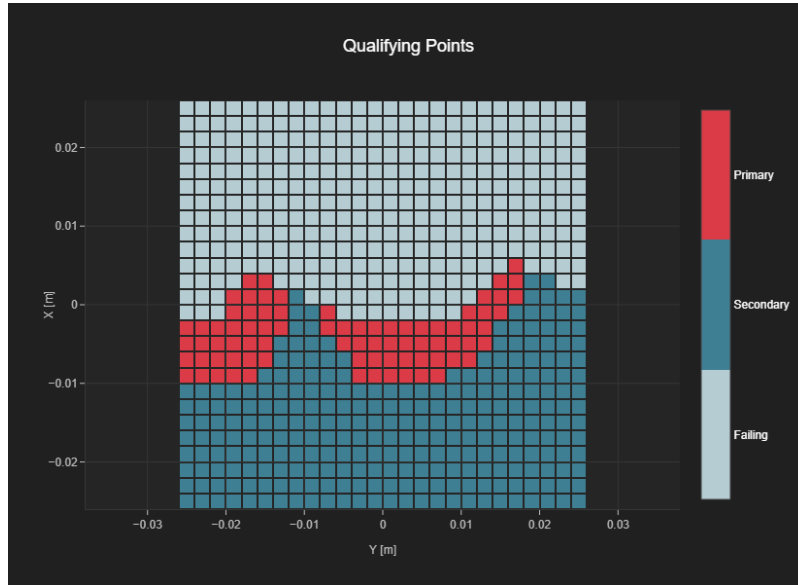 Qualifying Points
0.02
0.01
0
−0.01
−0.02
X [m]
−0.03
−0.02
−0.01
0
0.01
0.02
0.03
Y [m]
Primary
Secondary
Failing